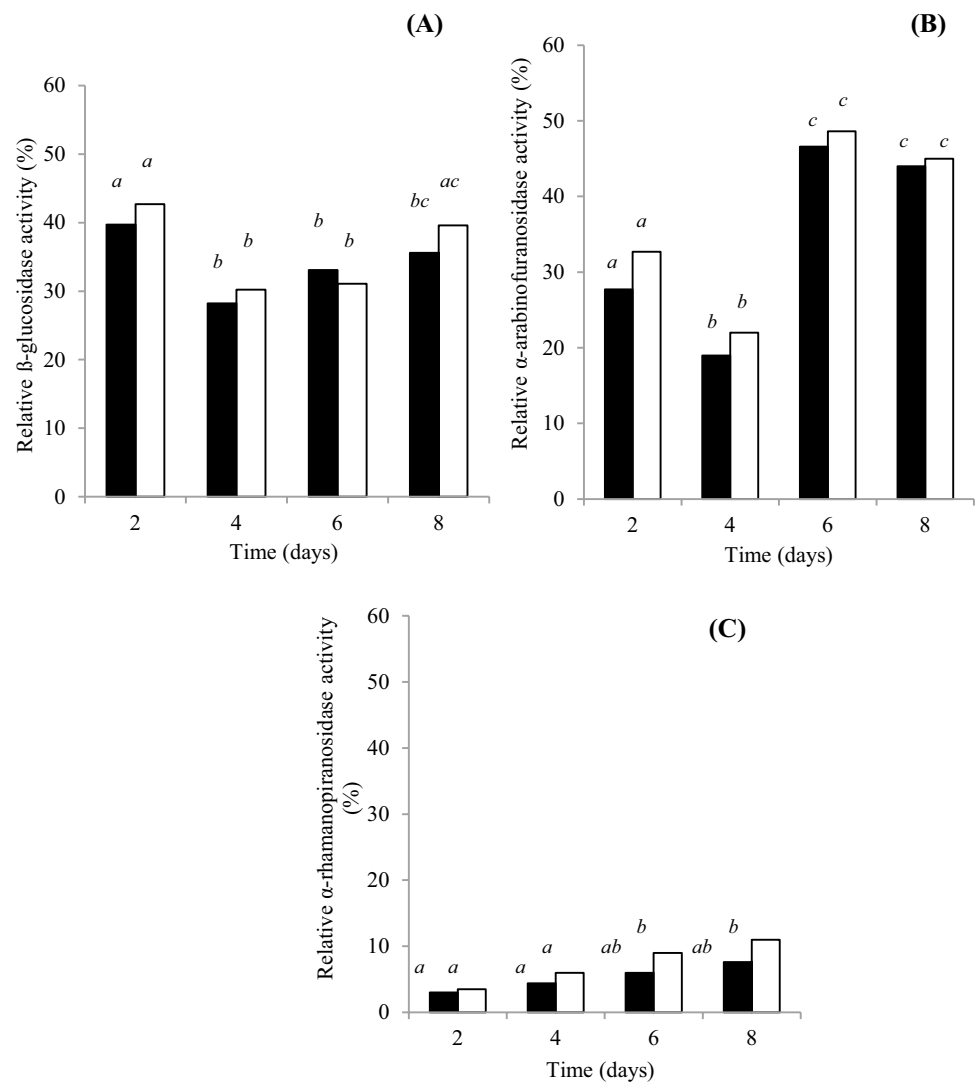 (A)
Relative ß-glucosidase activity (%)
60
50
40
30
20
10
0
a
a
b
b
b
b
bc
ac
2
4
6
8
Time (days)
(B)
Relative α-arabinofuranosidase activity (%)
60
50
40
30
20
10
0
a
a
b
b
c
c
c
c
2
4
6
8
Time (days)
(C)
Relative α-rhamanopiranosidase activity
(%)
60
50
40
30
20
10
0
a
a
a
a
ab
b
ab
b
2
4
6
8
Time (days)